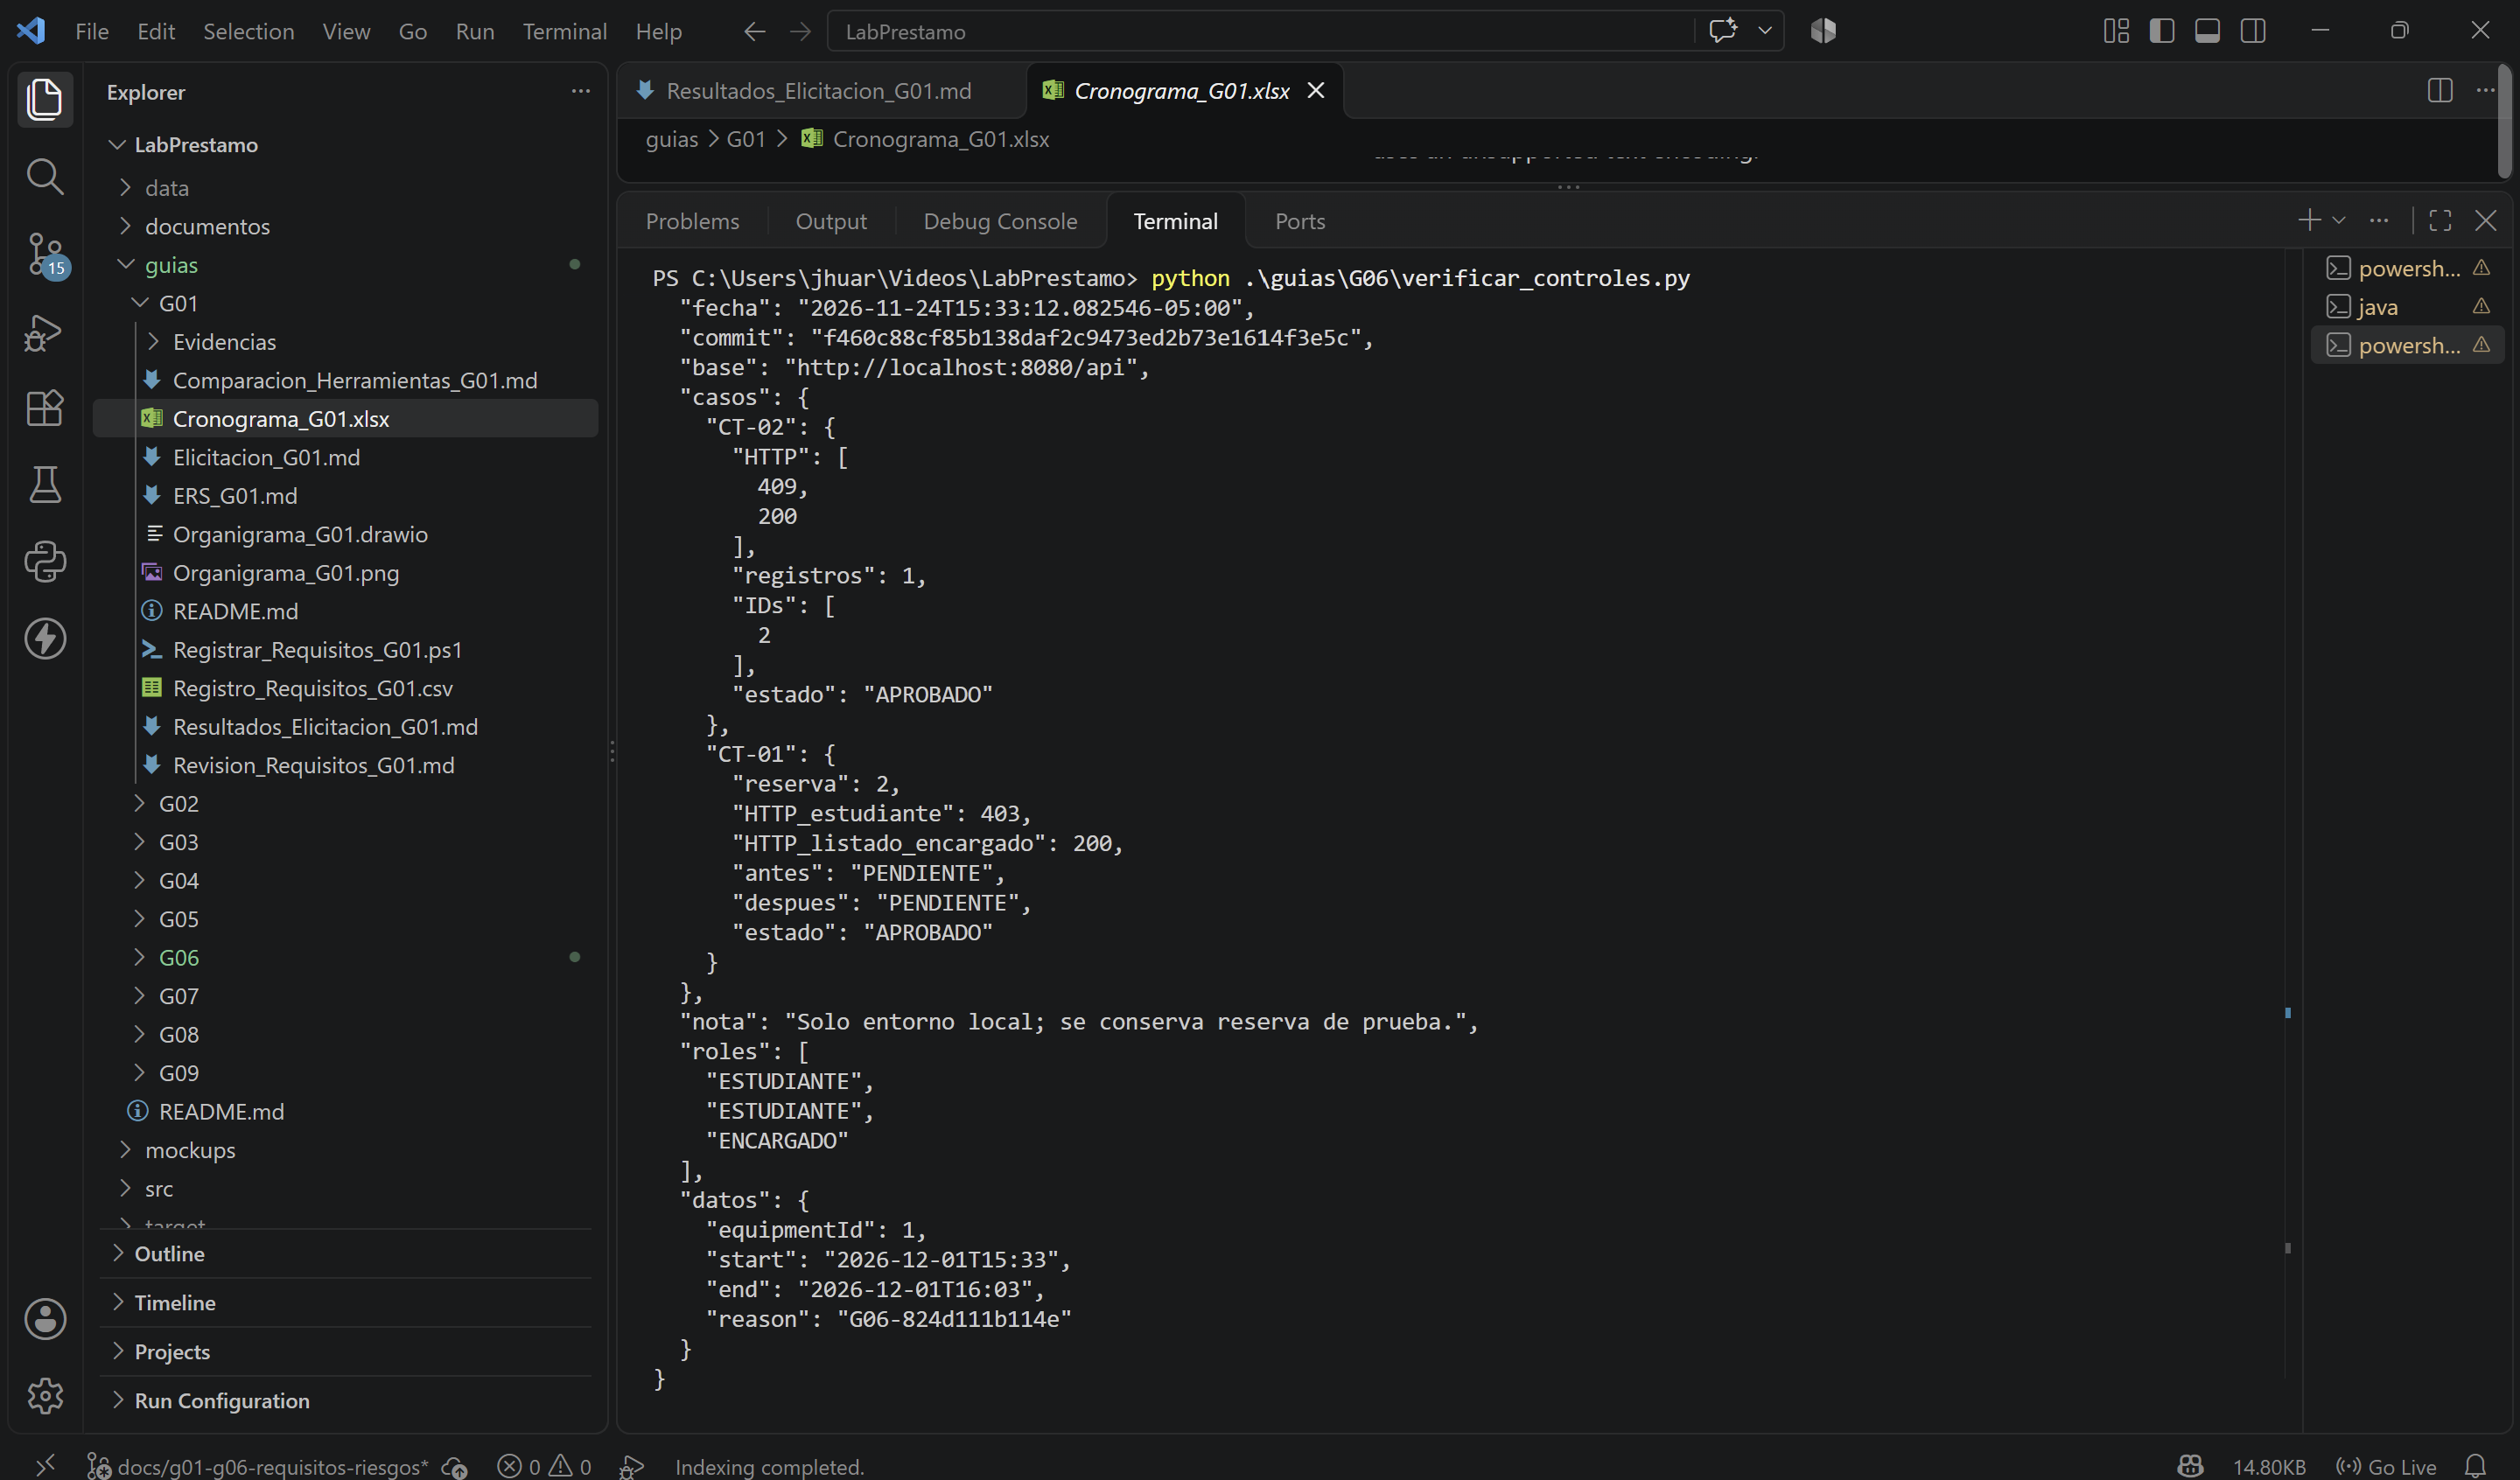 File Edit Selection View Go Run Terminal Help
LabPrestamo
Explorer
LabPrestamo
data
documentos
guias
G01
Evidencias
Comparacion_Herramientas_G01.md
Cronograma_G01.xlsx
Elicitacion_G01.md
ERS_G01.md
Organigrama_G01.drawio
Organigrama_G01.png
README.md
Registrar_Requisitos_G01.ps1
Registro_Requisitos_G01.csv
Resultados_Elicitacion_G01.md
Revision_Requisitos_G01.md
G02
G03
G04
G05
G06
G07
G08
G09
README.md
mockups
src
target
Outline
Timeline
Projects
Run Configuration
15
Resultados_Elicitacion_G01.md
Cronograma_G01.xlsx
guias > G01 > Cronograma_G01.xlsx
uses an unsupported text encoding.
Problems Output Debug Console Terminal Ports
PS C:\Users\jhuar\Videos\LabPrestamo> python .\guias\G06\verificar_controles.py
"fecha": "2026-11-24T15:33:12.082546-05:00",
"commit": "f460c88cf85b138daf2c9473ed2b73e1614f3e5c",
"base": "http://localhost:8080/api",
"casos": {
"CT-02": {
"HTTP": [
409,
200
],
"registros": 1,
"IDs": [
2
],
"estado": "APROBADO"
},
"CT-01": {
"reserva": 2,
"HTTP_estudiante": 403,
"HTTP_listado_encargado": 200,
"antes": "PENDIENTE",
"despues": "PENDIENTE",
"estado": "APROBADO"
}
},
"nota": "Solo entorno local; se conserva reserva de prueba.",
"roles": [
"ESTUDIANTE",
"ESTUDIANTE",
"ENCARGADO"
],
"datos": {
"equipmentId": 1,
"start": "2026-12-01T15:33",
"end": "2026-12-01T16:03",
"reason": "G06-824d111b114e"
}
}
powersh...
java
powersh...
docs/g01-g06-requisitos-riesgos* 0 0 Indexing completed. 14.80KB Go Live